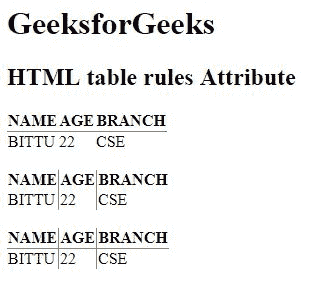 GeeksforGeeks
HTML table rules Attribute
NAME AGE BRANCH
BITTU 22 CSE
NAME AGE BRANCH
BITTU 22 CSE
NAME AGE BRANCH
BITTU 22 CSE